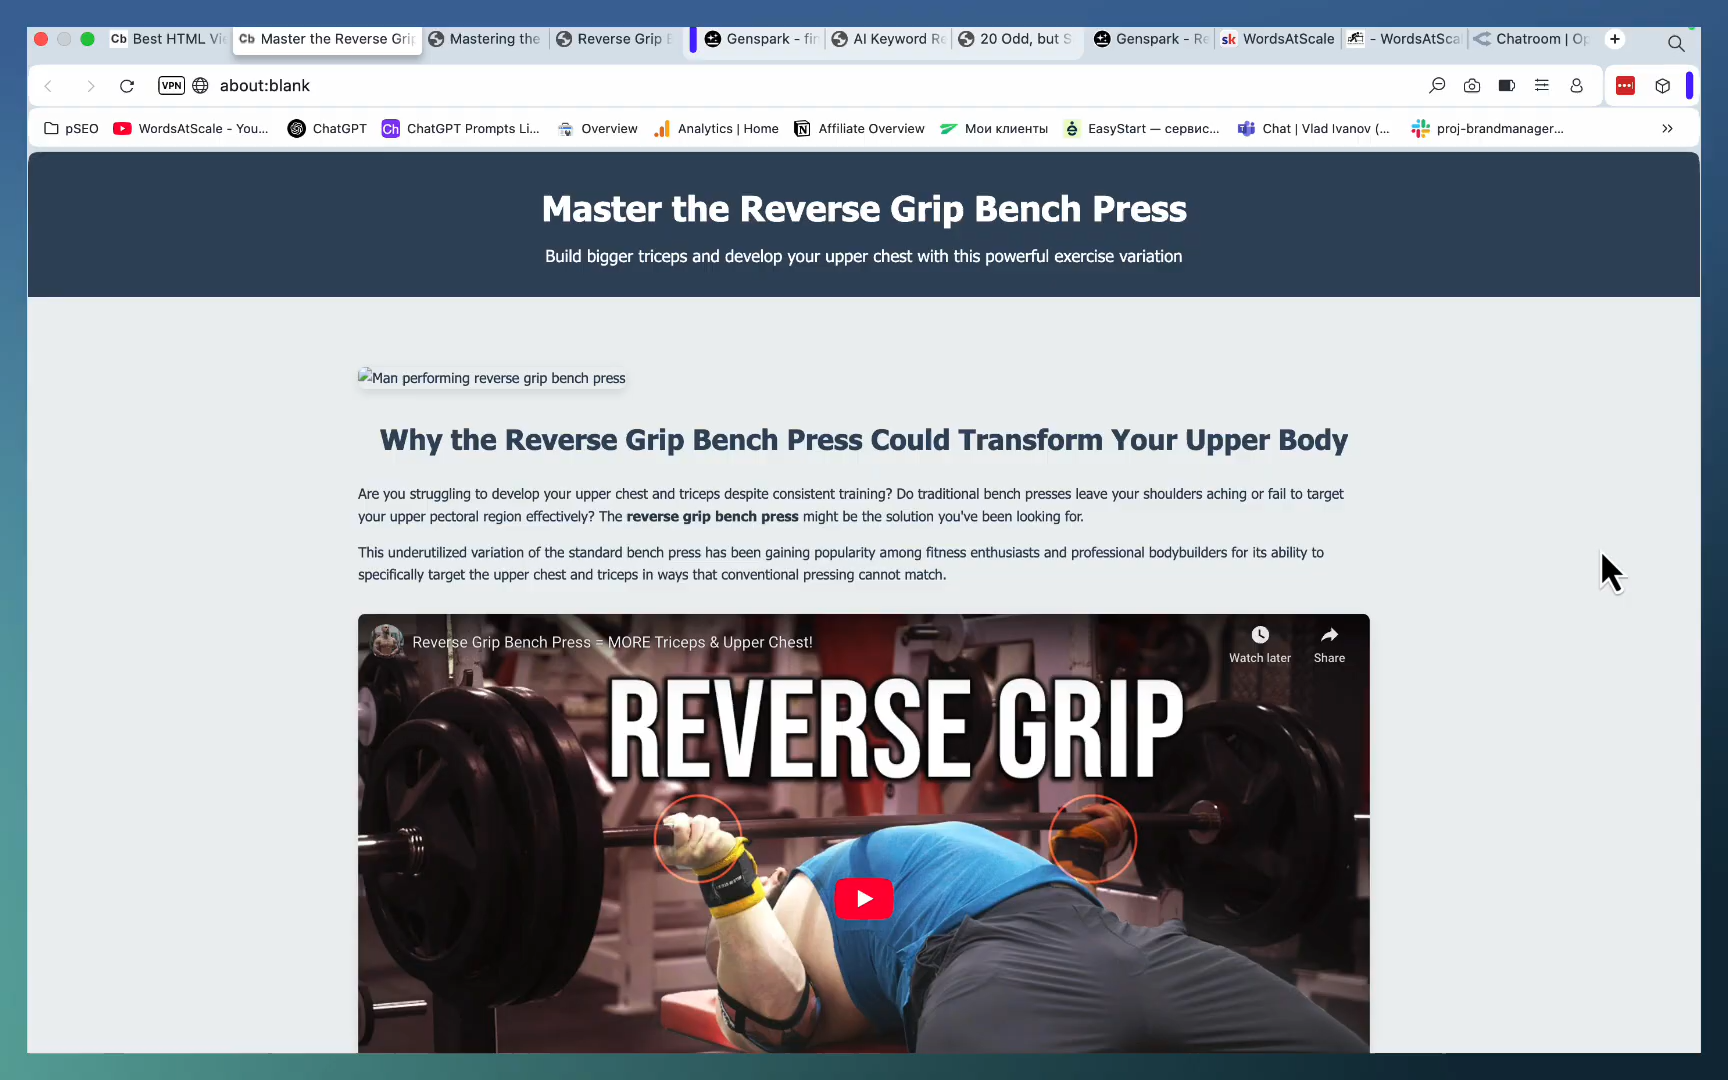 Cb Best HTML Vi
Cb Master the Reverse Grip
Mastering the
Reverse Grip B
Genspark - fin
AI Keyword Re
20 Odd, but S
Genspark - Re
sk WordsAtScale
- WordsAtSca
Chatroom | Op
VPN about:blank
pSEO
WordsAtScale - You...
ChatGPT
Ch ChatGPT Prompts Li...
Overview
Analytics | Home
Affiliate Overview
Мои клиенты
EasyStart — сервис...
Chat | Vlad Ivanov (...
proj-brandmanager...
Master the Reverse Grip Bench Press
Build bigger triceps and develop your upper chest with this powerful exercise variation
Man performing reverse grip bench press
Why the Reverse Grip Bench Press Could Transform Your Upper Body
Are you struggling to develop your upper chest and triceps despite consistent training? Do traditional bench presses leave your shoulders aching or fail to target
your upper pectoral region effectively? The reverse grip bench press might be the solution you've been looking for.
This underutilized variation of the standard bench press has been gaining popularity among fitness enthusiasts and professional bodybuilders for its ability to
specifically target the upper chest and triceps in ways that conventional pressing cannot match.
Reverse Grip Bench Press = MORE Triceps & Upper Chest!
Watch later
Share
REVERSE GRIP